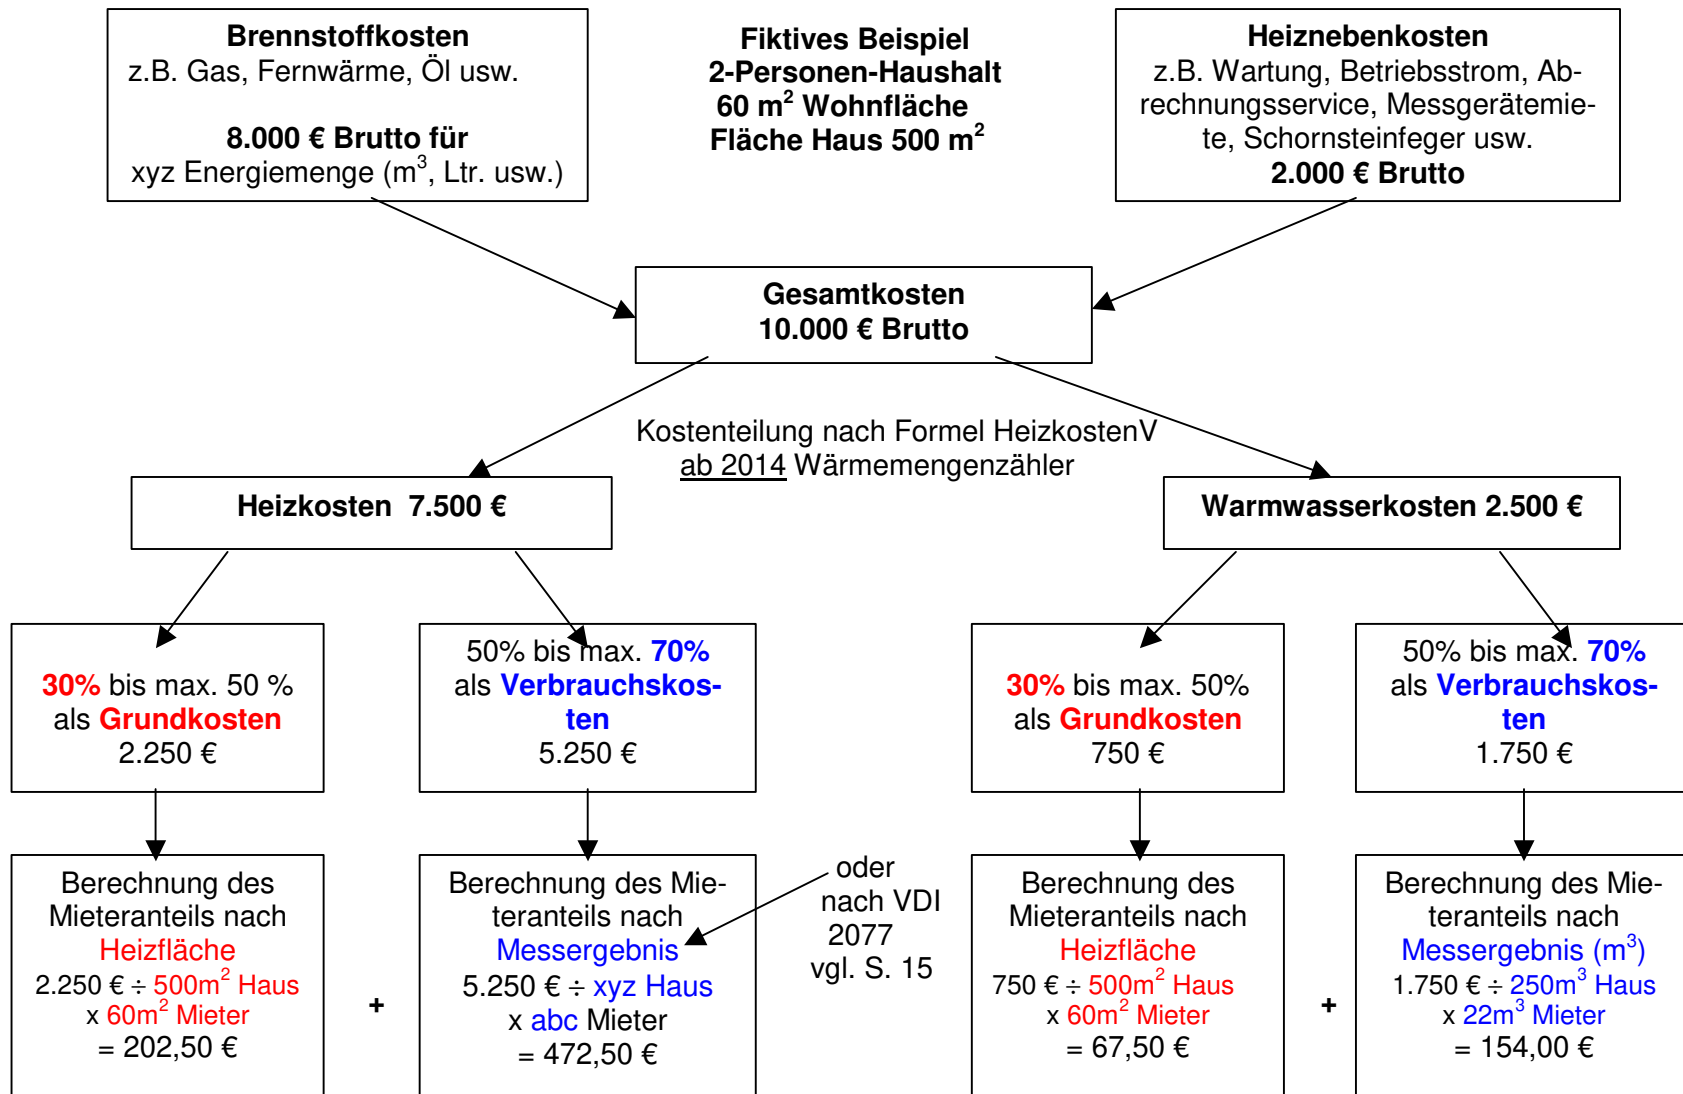 Brennstoffkosten
z.B. Gas, Fernwärme, Öl usw.
8.000 € Brutto für
xyz Energiemenge (m³, Ltr. usw.)
Fiktives Beispiel
2-Personen-Haushalt
60 m² Wohnfläche
Fläche Haus 500 m²
Heiznebenkosten
z.B. Wartung, Betriebsstrom, Ab-
rechnungsservice, Messgerätemie-
te, Schornsteinfeger usw.
2.000 € Brutto
Gesamtkosten
10.000 € Brutto
Kostenteilung nach Formel HeizkostenV
ab 2014 Wärmemengenzähler
Heizkosten 7.500 €
Warmwasserkosten 2.500 €
30% bis max. 50 %
als Grundkosten
2.250 €
50% bis max. 70%
als Verbrauchskos-
ten
5.250 €
30% bis max. 50%
als Grundkosten
750 €
50% bis max. 70%
als Verbrauchskos-
ten
1.750 €
Berechnung des
Mieteranteils nach
Heizfläche
2.250 € ÷ 500m² Haus
x 60m² Mieter
= 202,50 €
+
Berechnung des Mie-
teranteils nach
Messergebnis
5.250 € ÷ xyz Haus
x abc Mieter
= 472,50 €
oder
nach VDI
2077
vgl. S. 15
Berechnung des
Mieteranteils nach
Heizfläche
750 € ÷ 500m² Haus
x 60m² Mieter
= 67,50 €
+
Berechnung des Mie-
teranteils nach
Messergebnis (m³)
1.750 € ÷ 250m³ Haus
x 22m³ Mieter
= 154,00 €